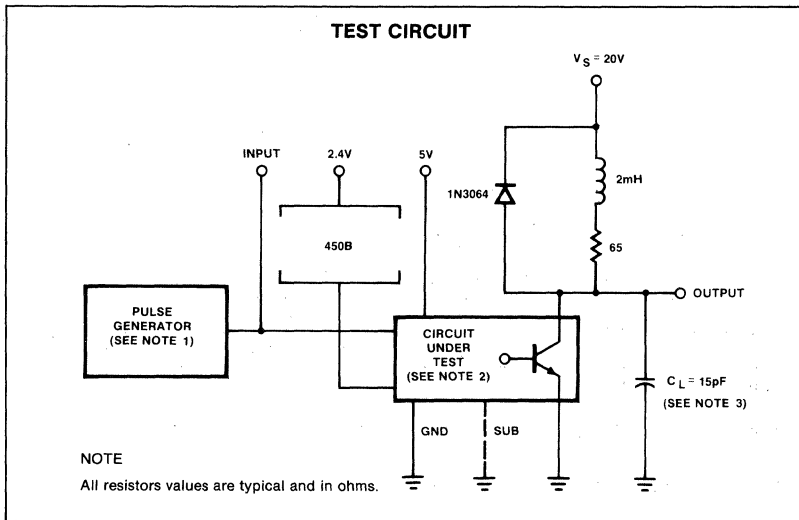 TEST CIRCUIT
V S = 20V
INPUT
2.4V
5V
1N3064
2mH
450B
65
OUTPUT
PULSE
GENERATOR
(SEE NOTE 1)
CIRCUIT
UNDER
TEST
(SEE NOTE 2)
C L = 15pF
(SEE NOTE 3)
GND
SUB
NOTE
All resistors values are typical and in ohms.